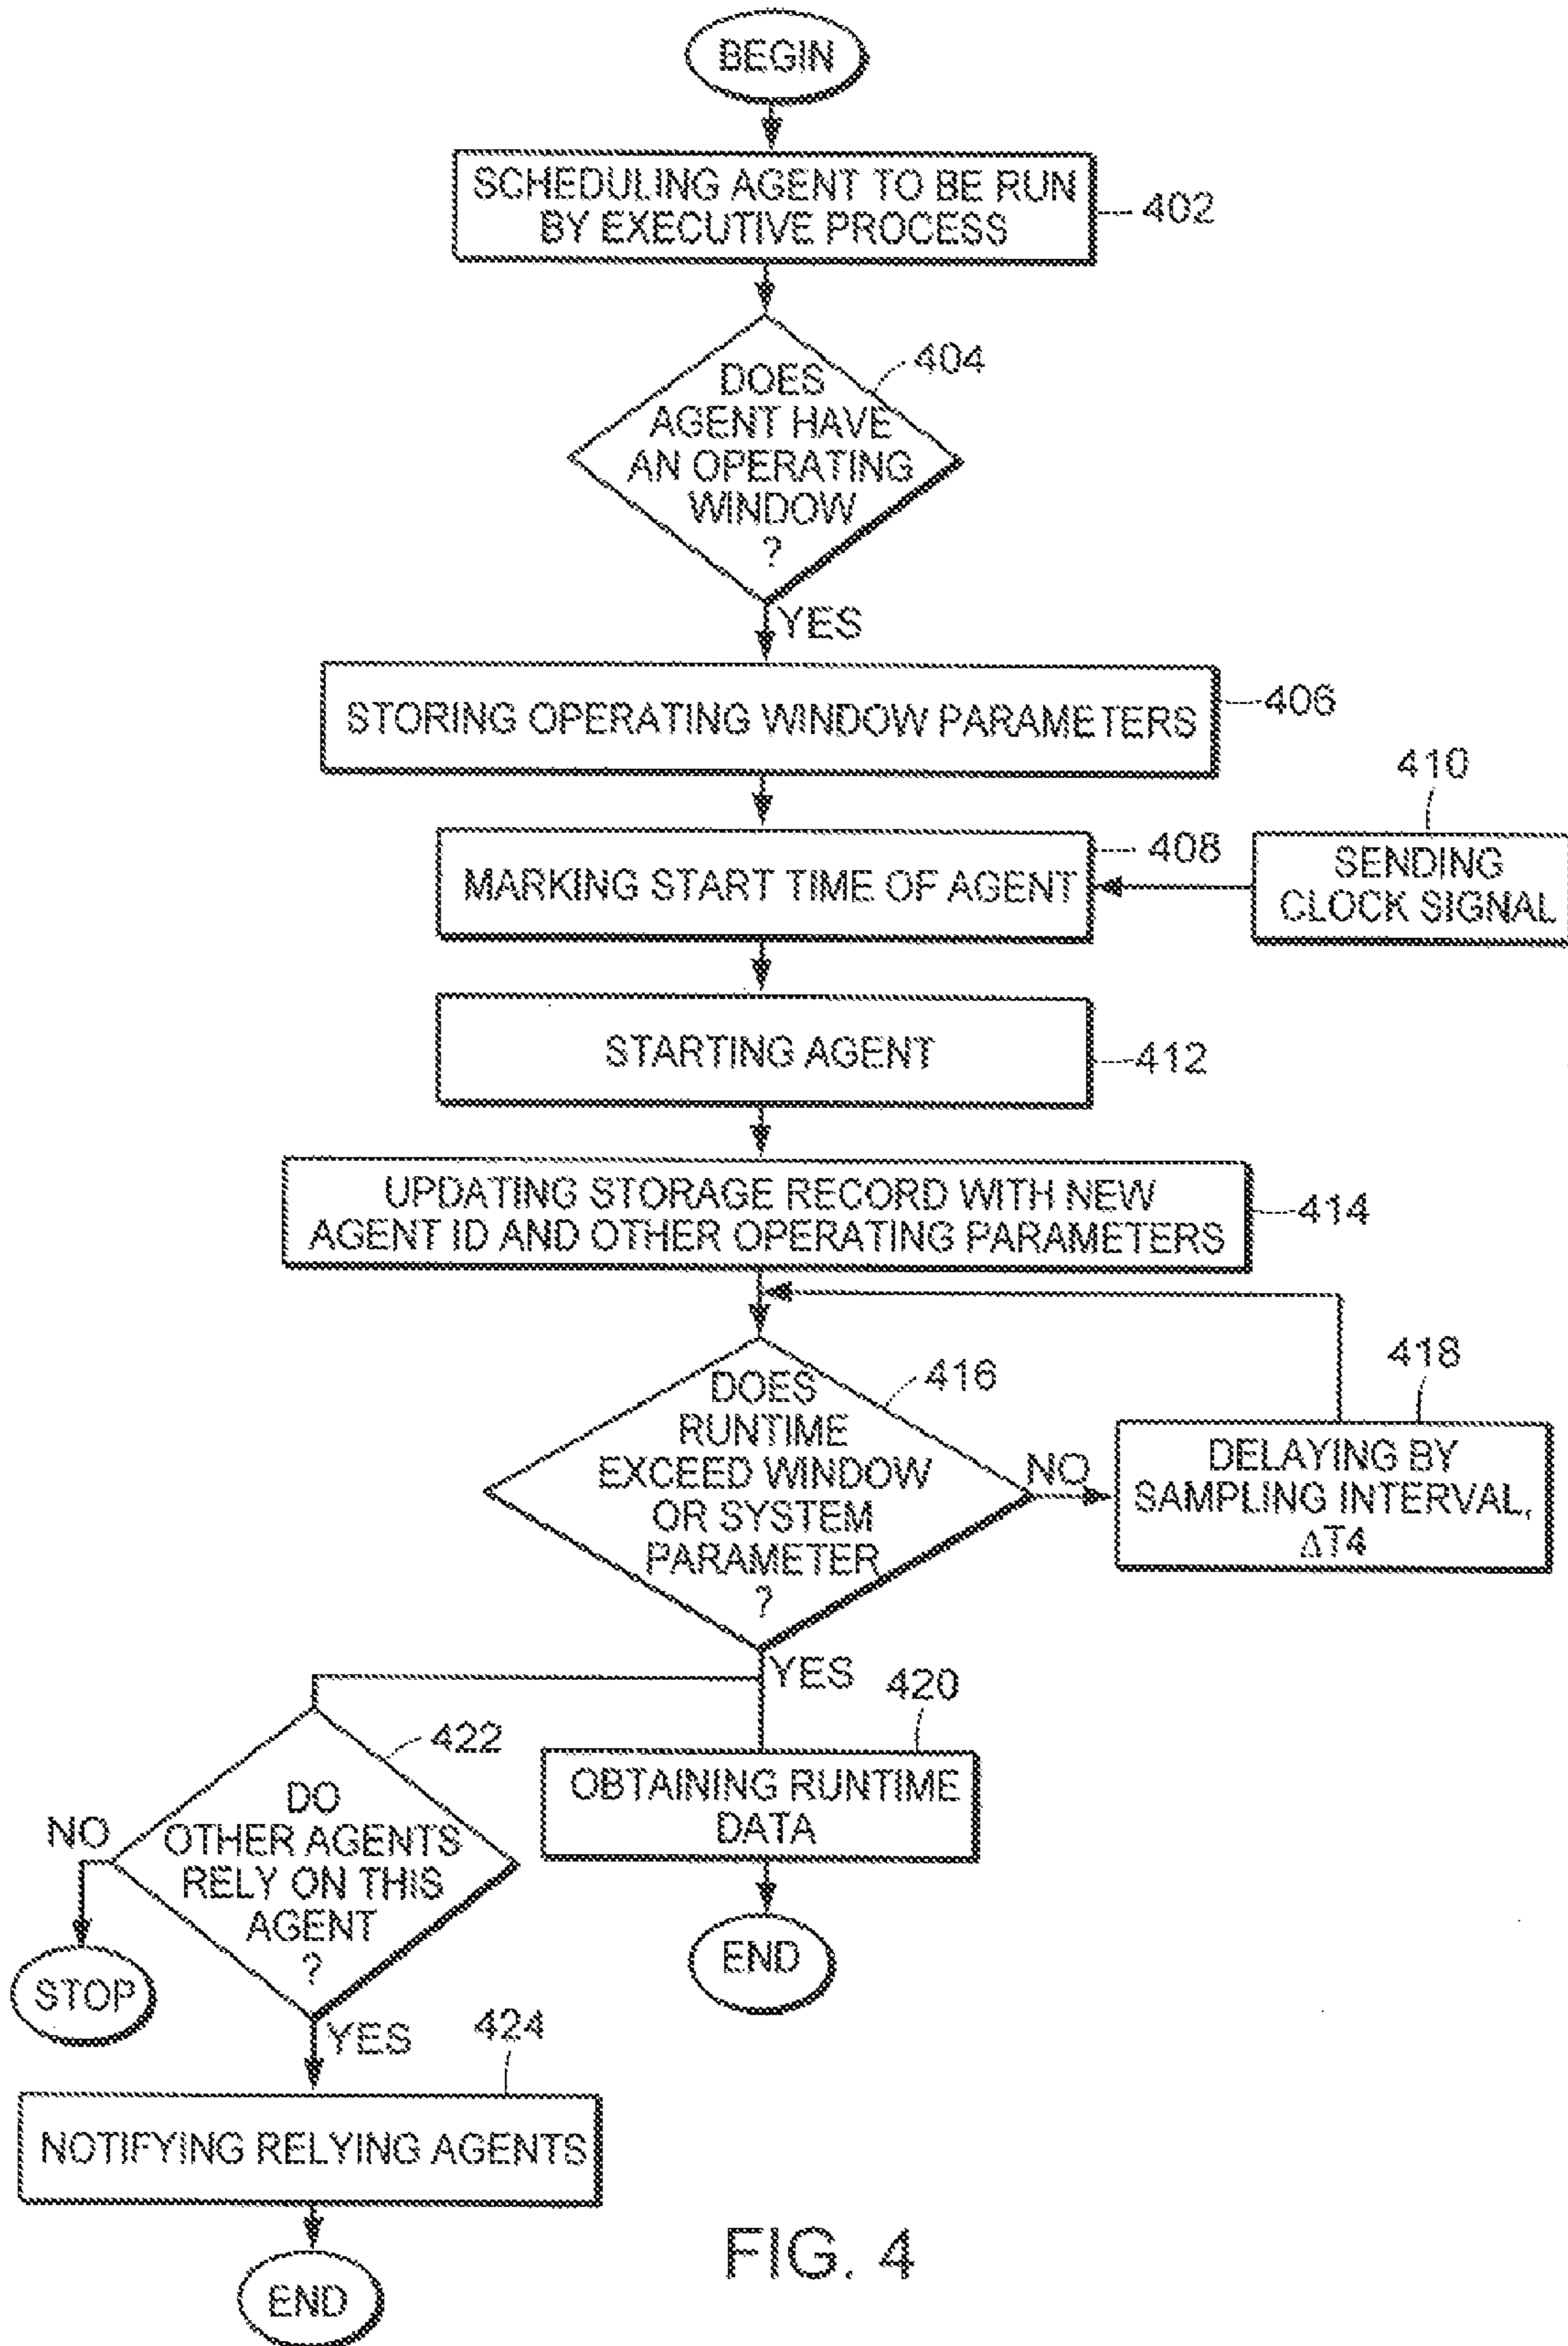 BEGIN
SCHEDULING AGENT TO BE RUN
BY EXECUTIVE PROCESS
402
404
DOES
AGENT HAVE
AN OPERATING
WINDOW
?
YES
STORING OPERATING WINDOW PARAMETERS
406
410
408
MARKING START TIME OF AGENT
SENDING
CLOCK SIGNAL
STARTING AGENT
412
UPDATING STORAGE RECORD WITH NEW
AGENT ID AND OTHER OPERATING PARAMETERS
414
416
DOES
RUNTIME
EXCEED WINDOW
OR SYSTEM
PARAMETER
?
NO
418
DELAYING BY
SAMPLING INTERVAL,
ΔT4
YES
420
422
DO
OTHER AGENTS
RELY ON THIS
AGENT
?
NO
STOP
OBTAINING RUNTIME
DATA
END
YES
424
NOTIFYING RELYING AGENTS
END
FIG. 4